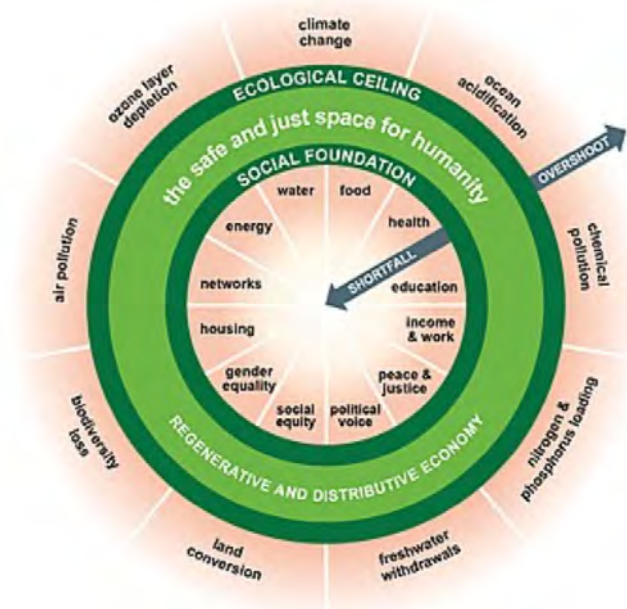 climate
change
ocean
acidification
chemical
pollution
nitrogen &
phosphorus loading
freshwater
withdrawals
land
conversion
biodiversity
loss
air pollution
ozone layer
depletion
OVERSHOOT
ECOLOGICAL CEILING
the safe and just space for humanity
SOCIAL FOUNDATION
water
food
health
SHORTFALL
education
income
& work
peace &
justice
political
voice
social
equity
gender
equality
housing
networks
energy
REGENERATIVE AND DISTRIBUTIVE ECONOMY